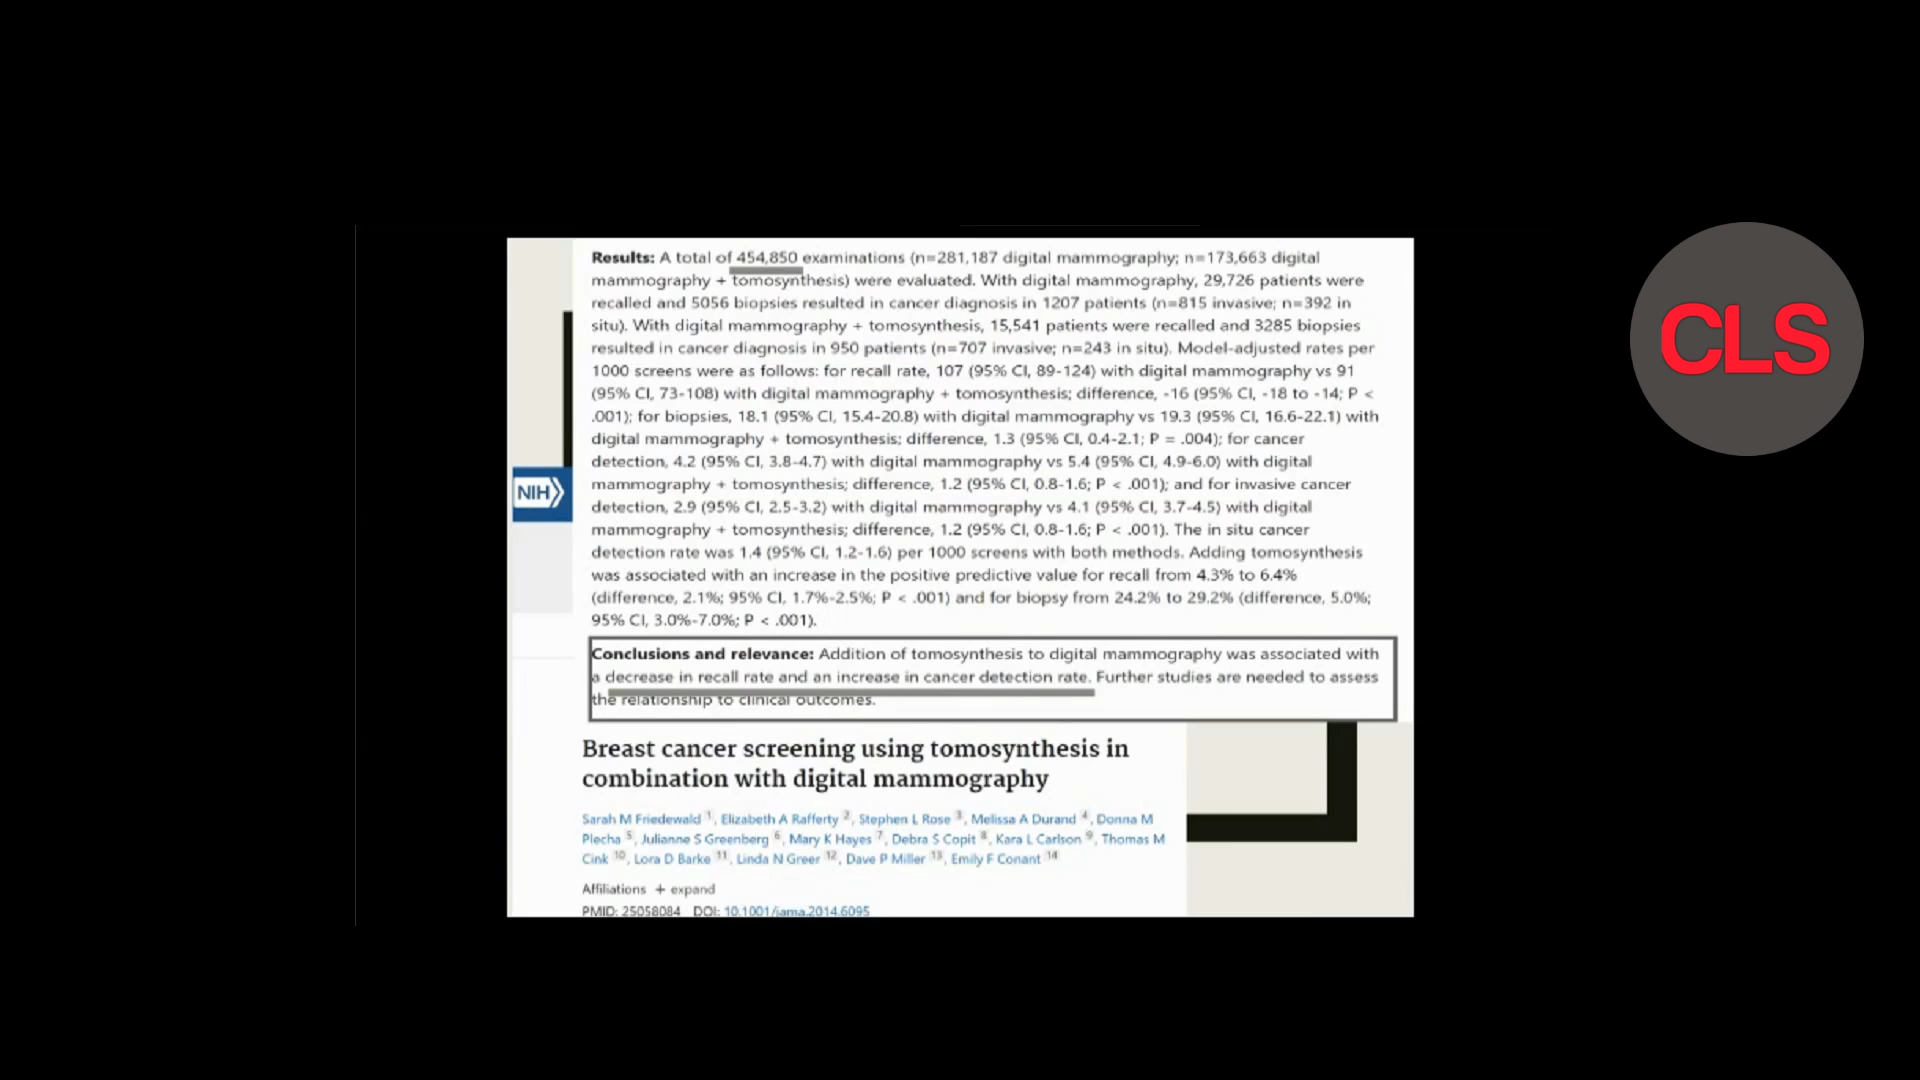 Results: A total of 454,850 examinations (n=281,187 digital mammography; n=173,663 digital
mammography + tomosynthesis) were evaluated. With digital mammography, 29,726 patients were
recalled and 5056 biopsies resulted in cancer diagnosis in 1207 patients (n=815 invasive; n=392 in
situ). With digital mammography + tomosynthesis, 15,541 patients were recalled and 3285 biopsies
resulted in cancer diagnosis in 950 patients (n=707 invasive; n=243 in situ). Model-adjusted rates per
1000 screens were as follows: for recall rate, 107 (95% CI, 89-124) with digital mammography vs 91
(95% CI, 73-108) with digital mammography + tomosynthesis; difference, -16 (95% CI, -18 to -14; P <
.001); for biopsies, 18.1 (95% CI, 15.4-20.8) with digital mammography vs 19.3 (95% CI, 16.6-22.1) with
digital mammography + tomosynthesis; difference, 1.3 (95% CI, 0.4-2.1; P = .004); for cancer
detection, 4.2 (95% CI, 3.8-4.7) with digital mammography vs 5.4 (95% CI, 4.9-6.0) with digital
mammography + tomosynthesis; difference, 1.2 (95% CI, 0.8-1.6; P < .001); and for invasive cancer
detection, 2.9 (95% CI, 2.5-3.2) with digital mammography vs 4.1 (95% CI, 3.7-4.5) with digital
mammography + tomosynthesis; difference, 1.2 (95% CI, 0.8-1.6; P < .001). The in situ cancer
detection rate was 1.4 (95% CI, 1.2-1.6) per 1000 screens with both methods. Adding tomosynthesis
was associated with an increase in the positive predictive value for recall from 4.3% to 6.4%
(difference, 2.1%; 95% CI, 1.7%-2.5%; P < .001) and for biopsy from 24.2% to 29.2% (difference, 5.0%;
95% CI, 3.0%-7.0%; P < .001).
Conclusions and relevance: Addition of tomosynthesis to digital mammography was associated with
a decrease in recall rate and an increase in cancer detection rate. Further studies are needed to assess
the relationship to clinical outcomes.
NIH
Breast cancer screening using tomosynthesis in
combination with digital mammography
Sarah M Friedewald 1, Elizabeth A Rafferty 2, Stephen L Rose 3, Melissa A Durand 4, Donna M
Plecha 5, Julianne S Greenberg 6, Mary K Hayes 7, Debra S Copit 8, Kara L Carlson 9, Thomas M
Cink 10, Lora D Barke 11, Linda N Greer 12, Dave P Miller 13, Emily F Conant 14
Affiliations + expand
PMID: 25058084 DOI: 10.1001/jama.2014.6095
CLS